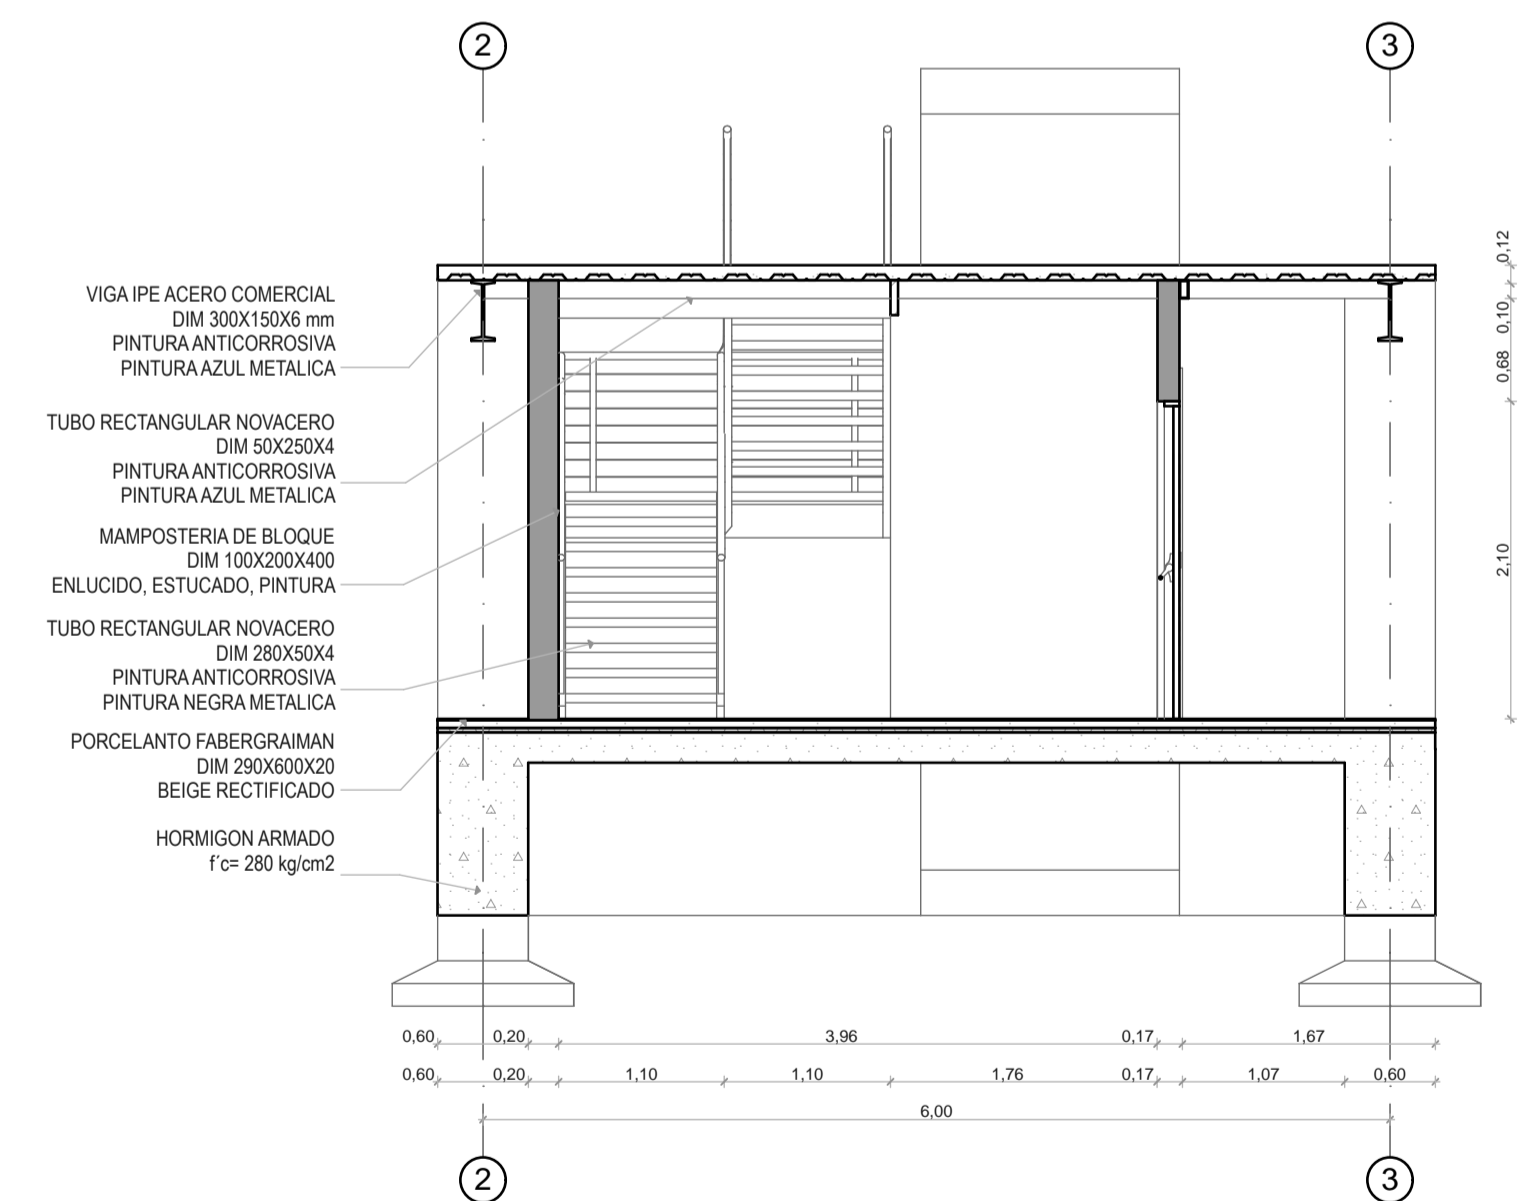 2
3
VIGA IPE ACERO COMERCIAL
DIM 300X150X6 mm
PINTURA ANTICORROSIVA
PINTURA AZUL METALICA
TUBO RECTANGULAR NOVACERO
DIM 50X250X4
PINTURA ANTICORROSIVA
PINTURA AZUL METALICA
MAMPOSTERIA DE BLOQUE
DIM 100X200X400
ENLUCIDO, ESTUCADO, PINTURA
TUBO RECTANGULAR NOVACERO
DIM 280X50X4
PINTURA ANTICORROSIVA
PINTURA NEGRA METALICA
PORCELANTO FABERGRAIMAN
DIM 290X600X20
BEIGE RECTIFICADO
HORMIGON ARMADO
f´c= 280 kg/cm2
0,12
0,10
0,68
2,10
0,60 0,20 3,96 0,17 1,67
0,60 0,20 1,10 1,10 1,76 0,17 1,07 0,60
6,00
2
3